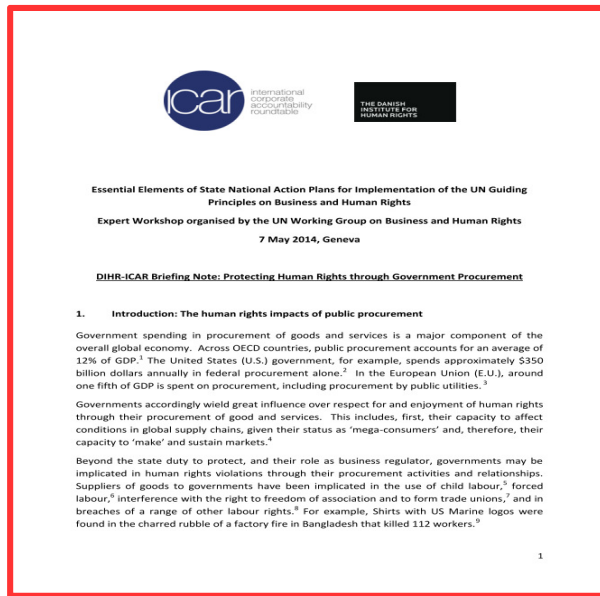 icar
international
corporate
accountability
roundtable
THE DANISH
INSTITUTE FOR
HUMAN RIGHTS
Essential Elements of State National Action Plans for Implementation of the UN Guiding
Principles on Business and Human Rights
Expert Workshop organised by the UN Working Group on Business and Human Rights
7 May 2014, Geneva
DIHR-ICAR Briefing Note: Protecting Human Rights through Government Procurement
1. Introduction: The human rights impacts of public procurement
Government spending in procurement of goods and services is a major component of the
overall global economy. Across OECD countries, public procurement accounts for an average of
12% of GDP.1 The United States (U.S.) government, for example, spends approximately $350
billion dollars annually in federal procurement alone.2 In the European Union (E.U.), around
one fifth of GDP is spent on procurement, including procurement by public utilities.3
Governments accordingly wield great influence over respect for and enjoyment of human rights
through their procurement of good and services. This includes, first, their capacity to affect
conditions in global supply chains, given their status as ‘mega-consumers’ and, therefore, their
capacity to ‘make’ and sustain markets.4
Beyond the state duty to protect, and their role as business regulator, governments may be
implicated in human rights violations through their procurement activities and relationships.
Suppliers of goods to governments have been implicated in the use of child labour,5 forced
labour,6 interference with the right to freedom of association and to form trade unions,7 and in
breaches of a range of other labour rights.8 For example, Shirts with US Marine logos were
found in the charred rubble of a factory fire in Bangladesh that killed 112 workers.9
1